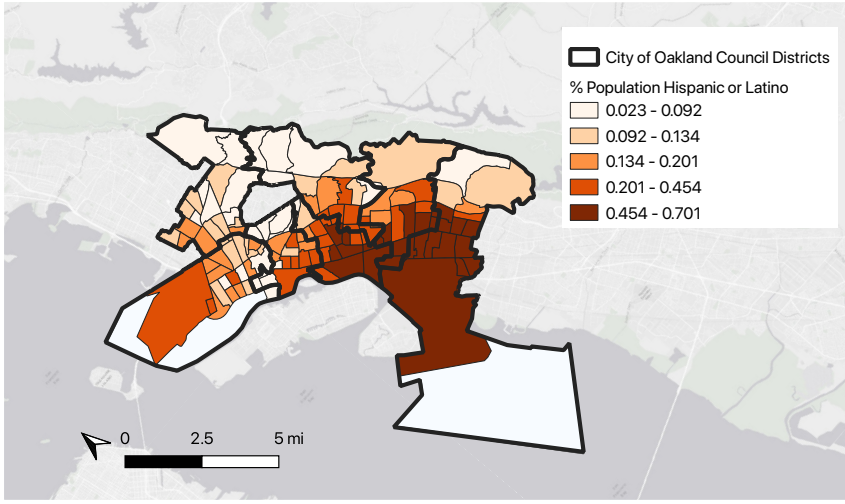 City of Oakland Council Districts
% Population Hispanic or Latino
0.023 - 0.092
0.092 - 0.134
0.134 - 0.201
0.201 - 0.454
0.454 - 0.701
0 2.5 5 mi